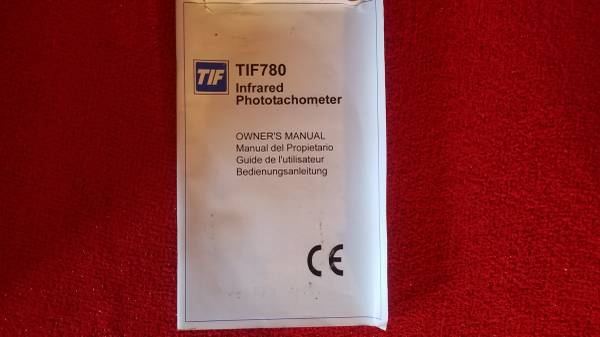 TIF
TIF780
Infrared
Phototachometer
OWNER'S MANUAL
Manual del Propietario
Guide de l'utilisateur
Bedienungsanleitung
CE